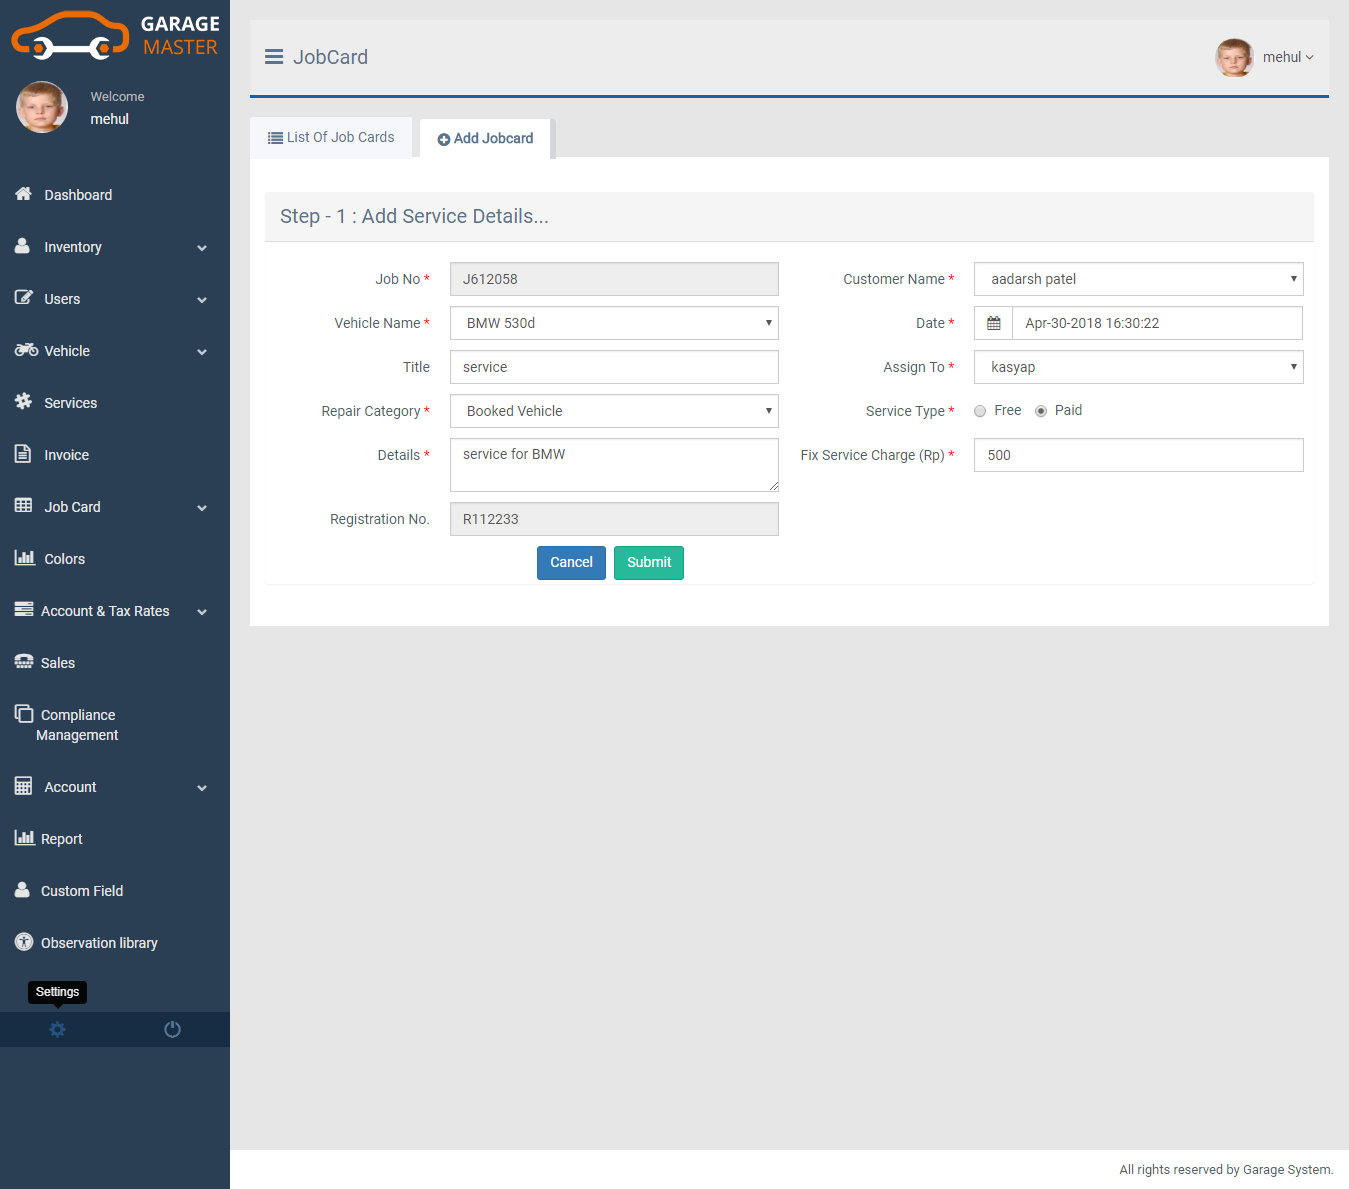 GARAGE
MASTER
Welcome
mehul
Dashboard
Inventory
Users
Vehicle
Services
Invoice
Job Card
Colors
Account & Tax Rates
Sales
Compliance
Management
Account
Report
Custom Field
Observation library
Settings
JobCard
mehul
List Of Job Cards
Add Jobcard
Step - 1 : Add Service Details...
Job No * J612058
Customer Name * aadarsh patel
Vehicle Name * BMW 530d
Date * Apr-30-2018 16:30:22
Title service
Assign To * kasyap
Repair Category * Booked Vehicle
Service Type * Free Paid
Details * service for BMW
Fix Service Charge (Rp) * 500
Registration No. R112233
Cancel Submit
All rights reserved by Garage System.